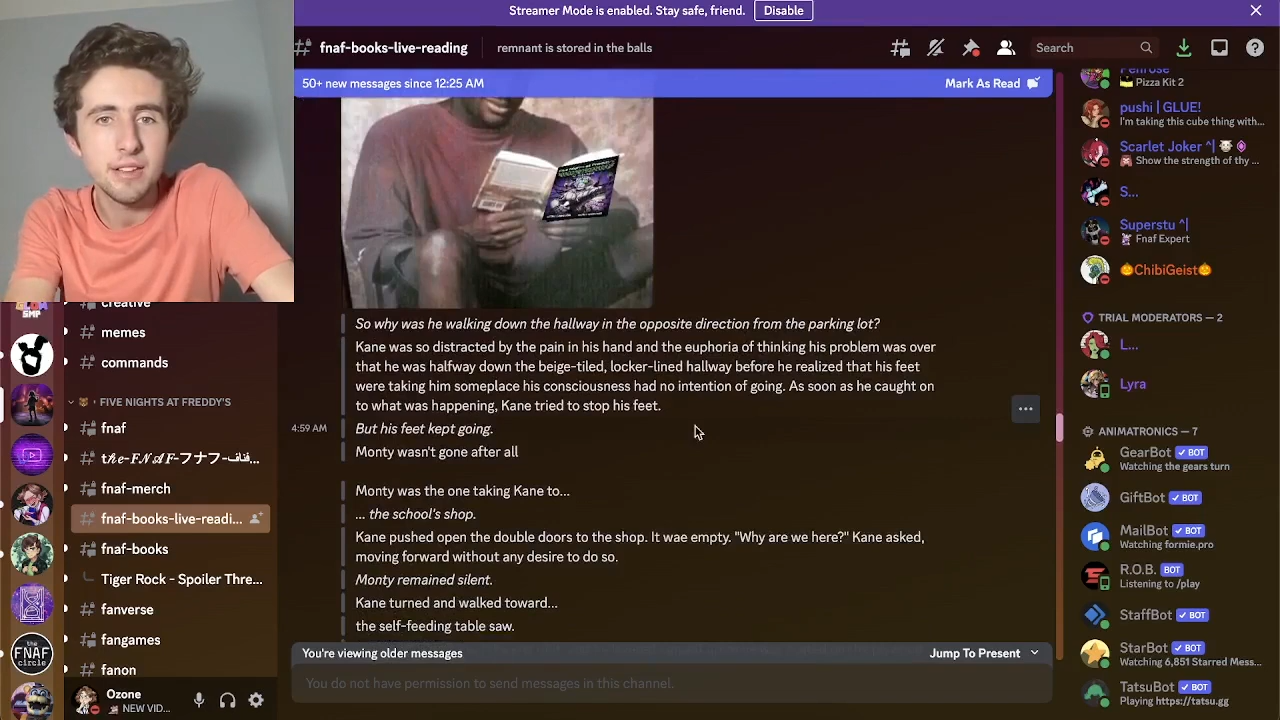 Streamer Mode is enabled. Stay safe, friend.
Disable
fnaf-books-live-reading
remnant is stored in the balls
Search
50+ new messages since 12:25 AM
Mark As Read
So why was he walking down the hallway in the opposite direction from the parking lot?
Kane was so distracted by the pain in his hand and the euphoria of thinking his problem was over
that he was halfway down the beige-tiled, locker-lined hallway before he realized that his feet
were taking him someplace his consciousness had no intention of going. As soon as he caught on
to what was happening, Kane tried to stop his feet.
4:59 AM
But his feet kept going.
Monty wasn't gone after all
Monty was the one taking Kane to...
... the school's shop.
Kane pushed open the double doors to the shop. It wae empty. "Why are we here?" Kane asked,
moving forward without any desire to do so.
Monty remained silent.
Kane turned and walked toward...
the self-feeding table saw.
You're viewing older messages
Jump To Present
You do not have permission to send messages in this channel.
creative
memes
commands
FIVE NIGHTS AT FREDDY'S
fnaf
fnaf-merch
fnaf-books-live-readi...
fnaf-books
Tiger Rock - Spoiler Thre...
fanverse
fangames
fanon
SMP
the
FNAF
circle
Ozone
NEW VID...
Penrose
Pizza Kit 2
pushi | GLUE!
I'm taking this cube thing with...
Scarlet Joker ^|
Show the strength of thy ...
S...
Superstu ^|
Fnaf Expert
ChibiGeist
TRIAL MODERATORS — 2
L...
Lyra
ANIMATRONICS — 7
GearBot BOT
Watching the gears turn
GiftBot BOT
MailBot BOT
Watching formie.pro
R.O.B. BOT
Listening to /play
StaffBot BOT
StarBot BOT
Watching 6,851 Starred Mess...
TatsuBot BOT
Playing https://tatsu.gg